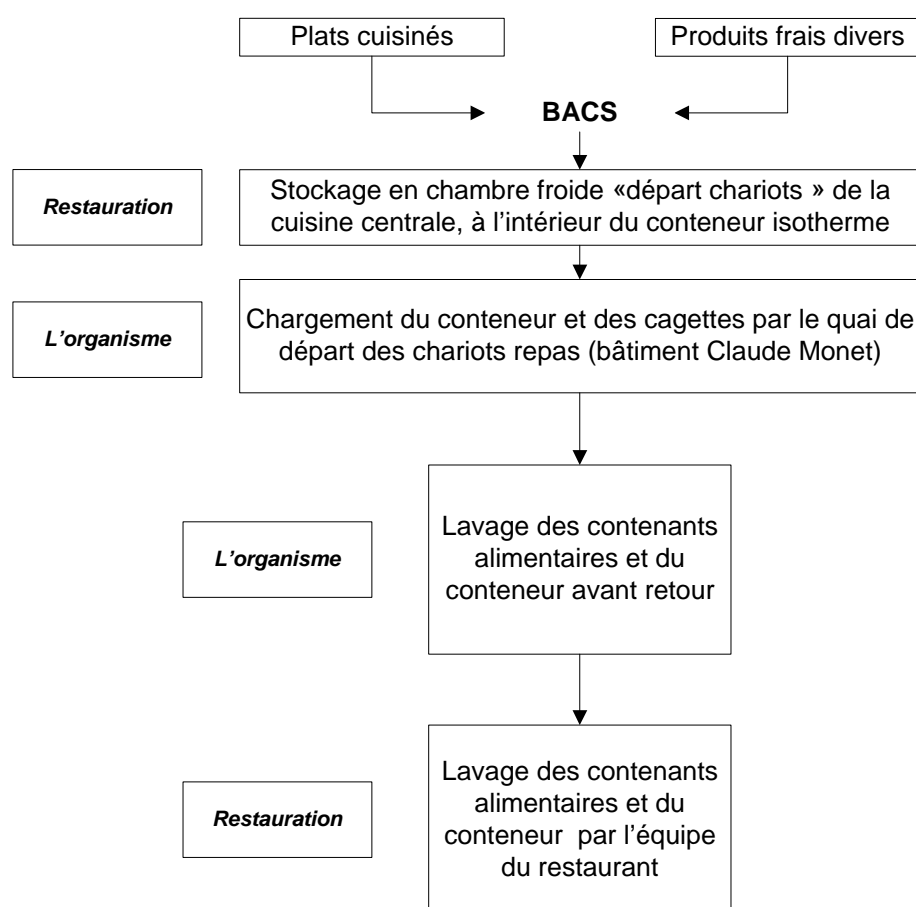 Plats cuisinés
Produits frais divers
BACS
Restauration
Stockage en chambre froide «départ chariots » de la
cuisine centrale, à l’intérieur du conteneur isotherme
L’organisme
Chargement du conteneur et des cagettes par le quai de
départ des chariots repas (bâtiment Claude Monet)
L’organisme
Lavage des contenants
alimentaires et du
conteneur avant retour
Restauration
Lavage des contenants
alimentaires et du
conteneur  par l’équipe
du restaurant